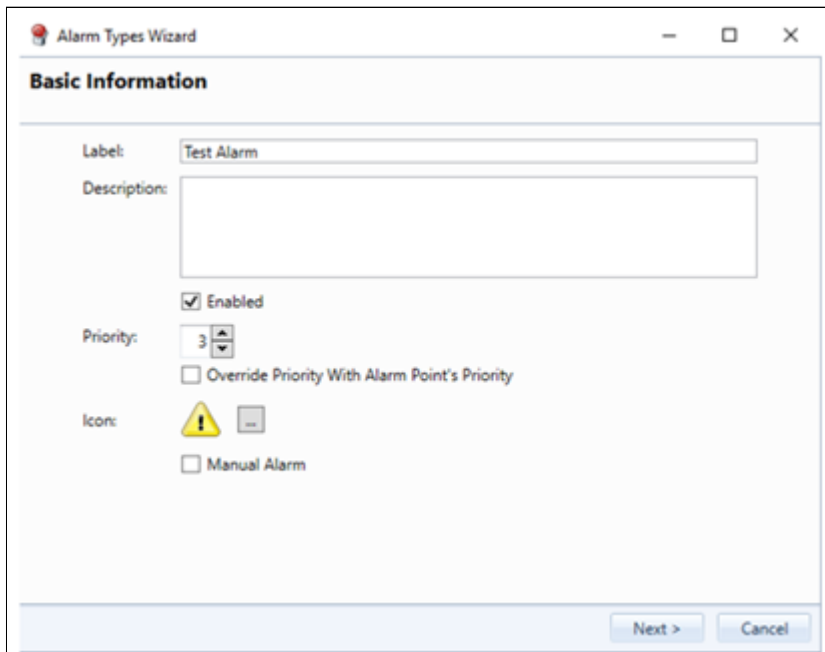 Alarm Types Wizard
Basic Information
Label: Test Alarm
Description:
Enabled
Priority: 3
Override Priority With Alarm Point's Priority
Icon: ...
Manual Alarm
Next > Cancel